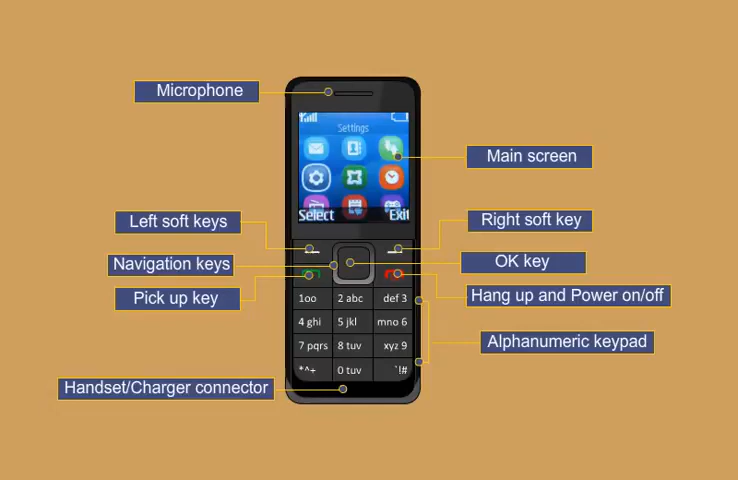 Microphone
Settings
Main screen
Select
Exit
Left soft keys
Right soft key
Navigation keys
OK key
Pick up key
Hang up and Power on/off
1oo
2 abc
def 3
4 ghi
5 jkl
mno 6
7 pqrs
8 tuv
xyz 9
*^+
0 tuv
`!#
Alphanumeric keypad
Handset/Charger connector